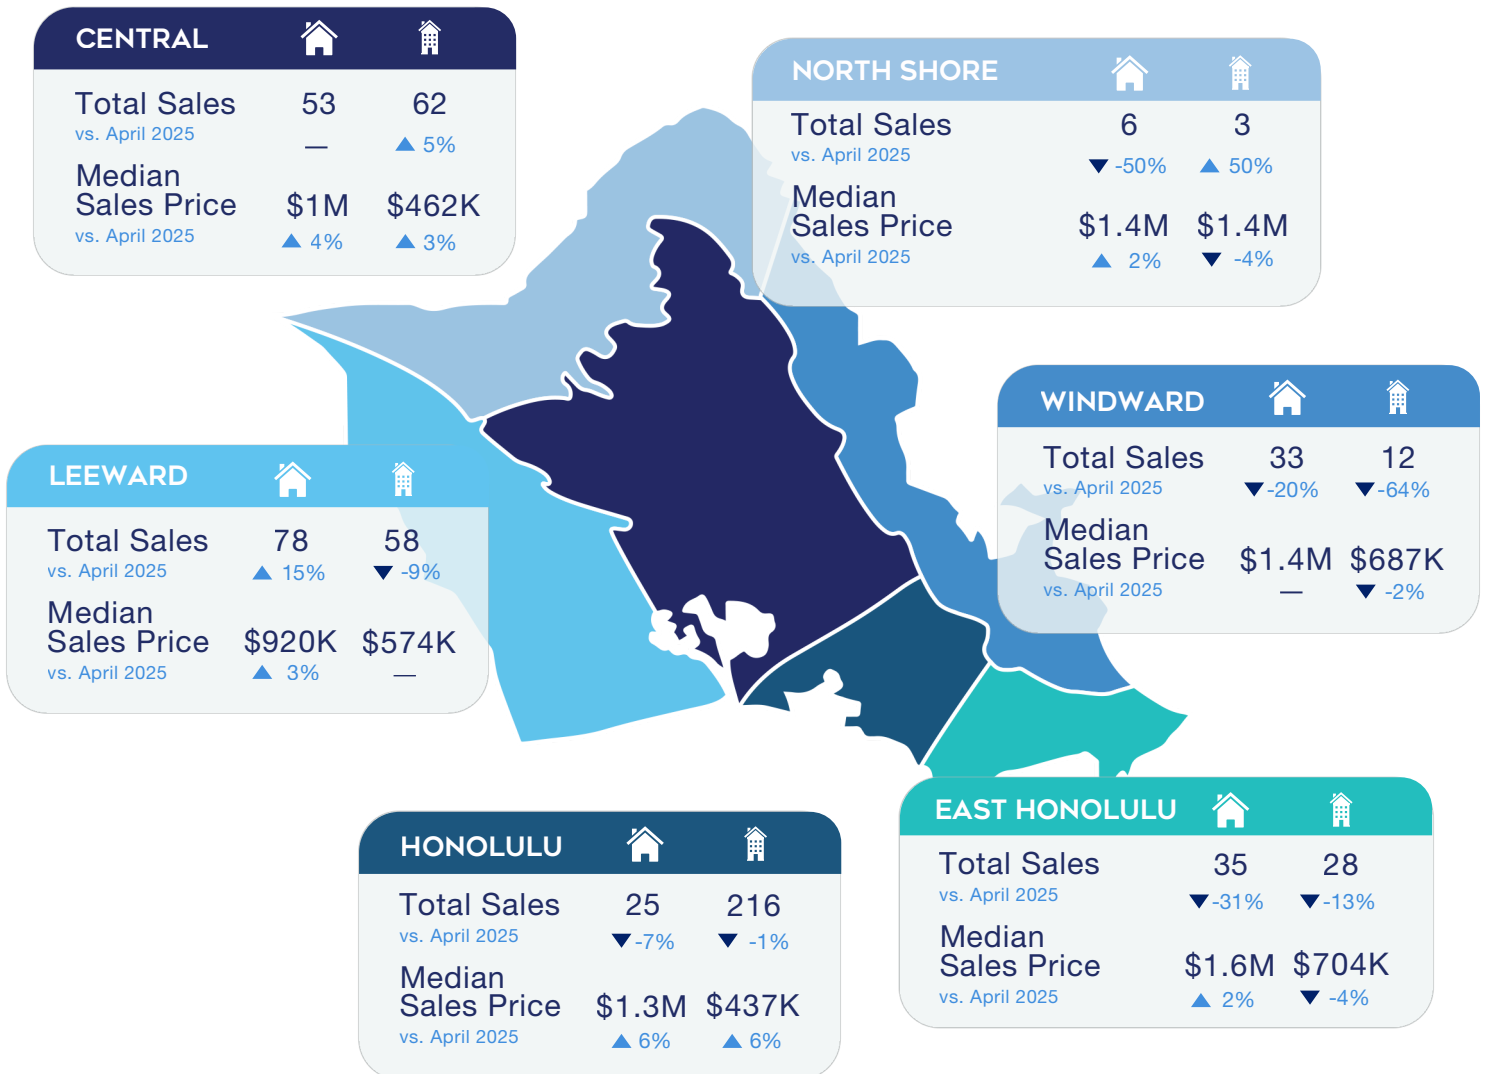 CENTRAL
Total Sales 53 62
vs. April 2025 — ▲ 5%
Median
Sales Price $1M $462K
vs. April 2025 ▲ 4% ▲ 3%
NORTH SHORE
Total Sales 6 3
vs. April 2025 ▼ -50% ▲ 50%
Median
Sales Price $1.4M $1.4M
vs. April 2025 ▲ 2% ▼ -4%
WINDWARD
Total Sales 33 12
vs. April 2025 ▼ -20% ▼ -64%
Median
Sales Price $1.4M $687K
vs. April 2025 — ▼ -2%
LEEWARD
Total Sales 78 58
vs. April 2025 ▲ 15% ▼ -9%
Median
Sales Price $920K $574K
vs. April 2025 ▲ 3% —
EAST HONOLULU
Total Sales 35 28
vs. April 2025 ▼ -31% ▼ -13%
Median
Sales Price $1.6M $704K
vs. April 2025 ▲ 2% ▼ -4%
HONOLULU
Total Sales 25 216
vs. April 2025 ▼ -7% ▼ -1%
Median
Sales Price $1.3M $437K
vs. April 2025 ▲ 6% ▲ 6%